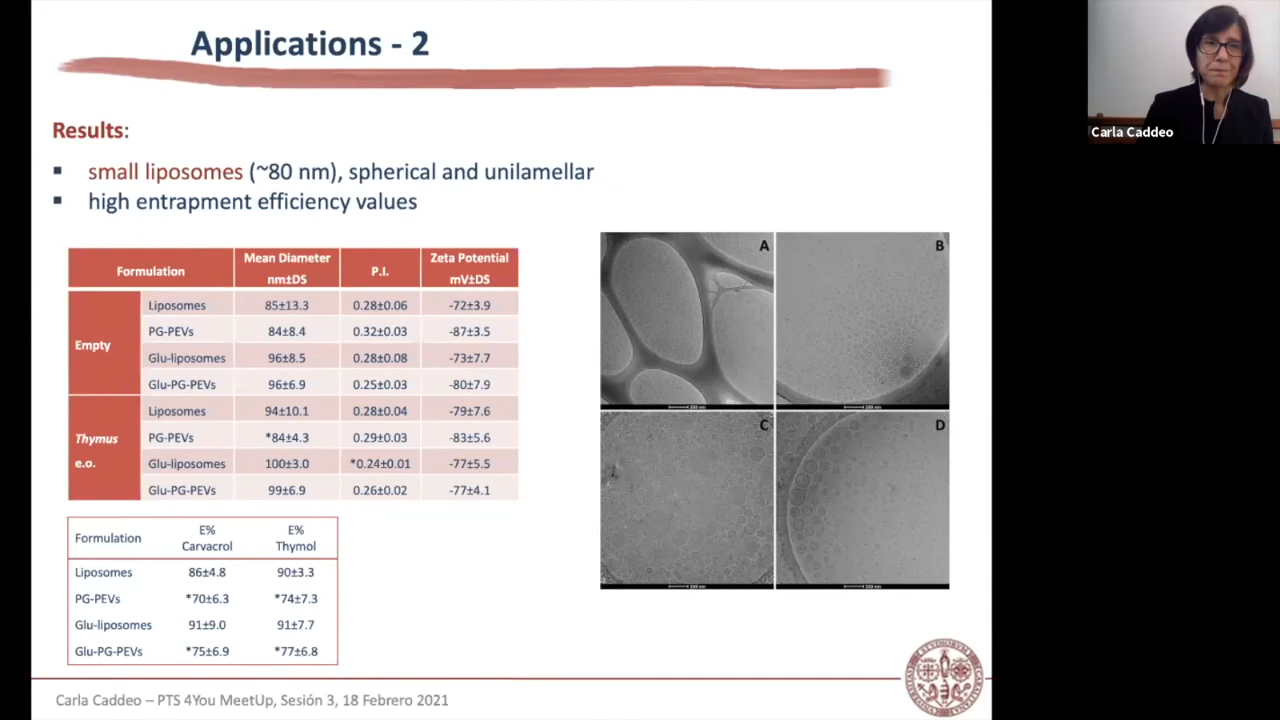 Applications - 2
Results:
▪ small liposomes (~80 nm), spherical and unilamellar
▪ high entrapment efficiency values
Formulation Mean Diameter nm±DS P.I. Zeta Potential mV±DS
Empty
Liposomes 85±13.3 0.28±0.06 -72±3.9
PG-PEVs 84±8.4 0.32±0.03 -87±3.5
Glu-liposomes 96±8.5 0.28±0.08 -73±7.7
Glu-PG-PEVs 96±6.9 0.25±0.03 -80±7.9
Thymus e.o.
Liposomes 94±10.1 0.28±0.04 -79±7.6
PG-PEVs *84±4.3 0.29±0.03 -83±5.6
Glu-liposomes 100±3.0 *0.24±0.01 -77±5.5
Glu-PG-PEVs 99±6.9 0.26±0.02 -77±4.1
Formulation E% Carvacrol E% Thymol
Liposomes 86±4.8 90±3.3
PG-PEVs *70±6.3 *74±7.3
Glu-liposomes 91±9.0 91±7.7
Glu-PG-PEVs *75±6.9 *77±6.8
A
B
C
D
Carla Caddeo – PTS 4You MeetUp, Sesión 3, 18 Febrero 2021
Carla Caddeo